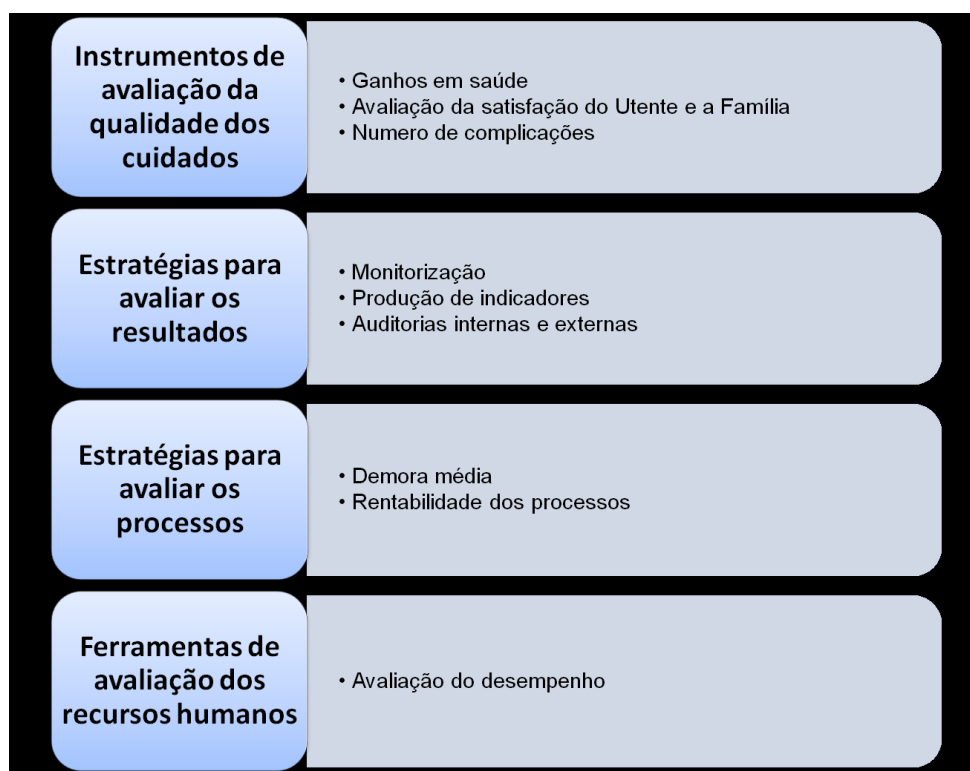 Instrumentos de
avaliação da
qualidade dos
cuidados
• Ganhos em saúde
• Avaliação da satisfação do Utente e a Família
• Numero de complicações
Estratégias para
avaliar os
resultados
• Monitorização
• Produção de indicadores
• Auditorias internas e externas
Estratégias para
avaliar os
processos
• Demora média
• Rentabilidade dos processos
Ferramentas de
avaliação dos
recursos humanos
• Avaliação do desempenho